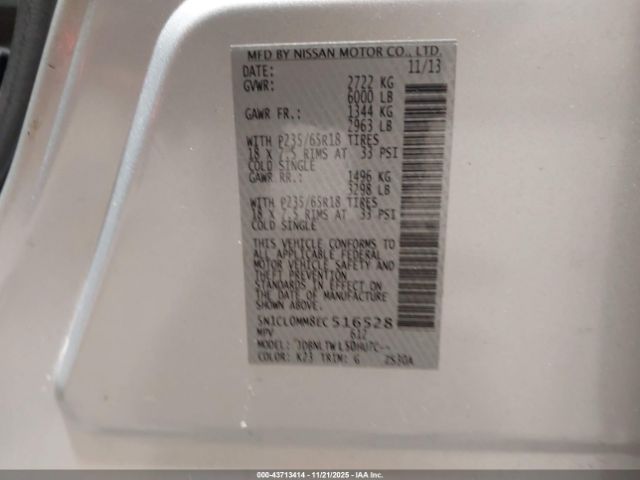 MFD BY NISSAN MOTOR CO., LTD.
DATE: 11/13
GVWR: 2722 KG
6000 LB
GAWR FR.: 1344 KG
2963 LB
WITH P235/65R18 TIRES
18 X 7.5 RIMS AT 33 PSI
COLD SINGLE
GAWR RR.: 1496 KG
3298 LB
WITH P235/65R18 TIRES
18 X 7.5 RIMS AT 33 PSI
COLD SINGLE
THIS VEHICLE CONFORMS TO
ALL APPLICABLE FEDERAL
MOTOR VEHICLE SAFETY AND
THEFT PREVENTION
STANDARDS IN EFFECT ON
THE DATE OF MANUFACTURE
SHOWN ABOVE.
5N1CL0MM8EC516528
MPV 612
MODEL: JDBNLTWL50HU7C--
COLOR: K23 TRIM: G 2530A
000-43713414 - 11/21/2025 - IAA Inc.